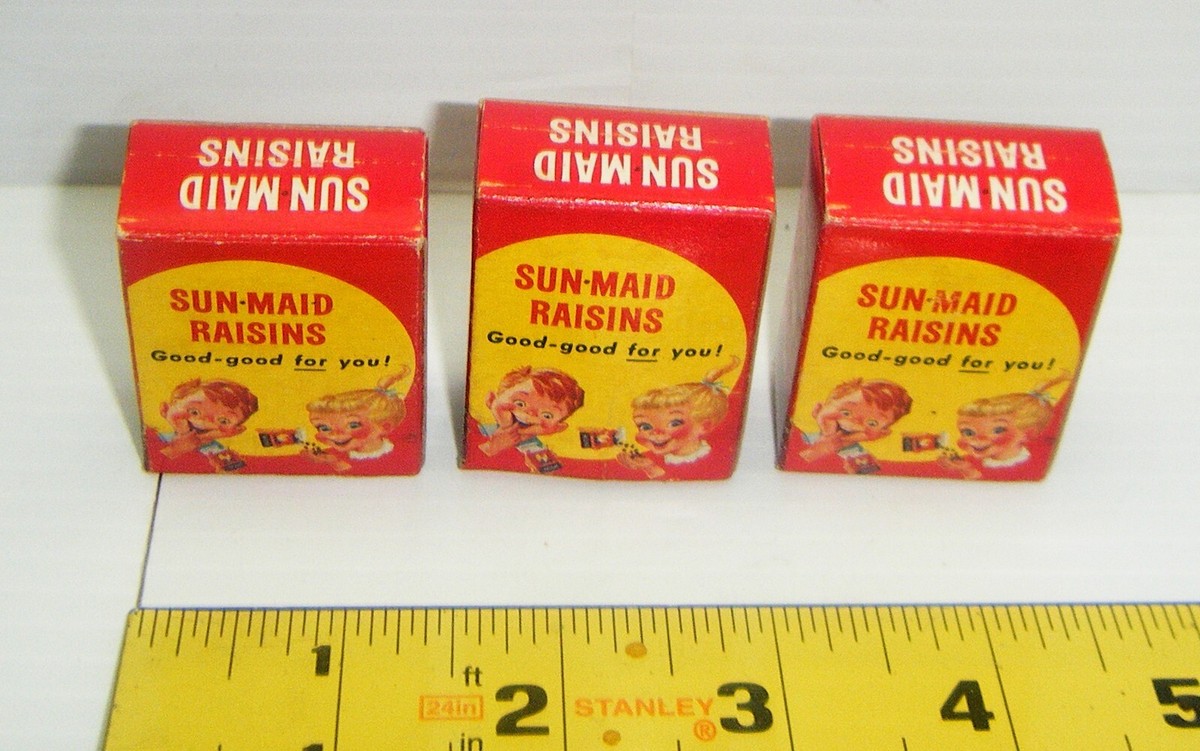 SUN·MAID
RAISINS
SUN·MAID
RAISINS
Good-good for you!
SUN·MAID
RAISINS
SUN·MAID
RAISINS
Good-good for you!
SUN·MAID
RAISINS
SUN·MAID
RAISINS
Good-good for you!
1 2 3 4 5
ft
24in STANLEY®
in